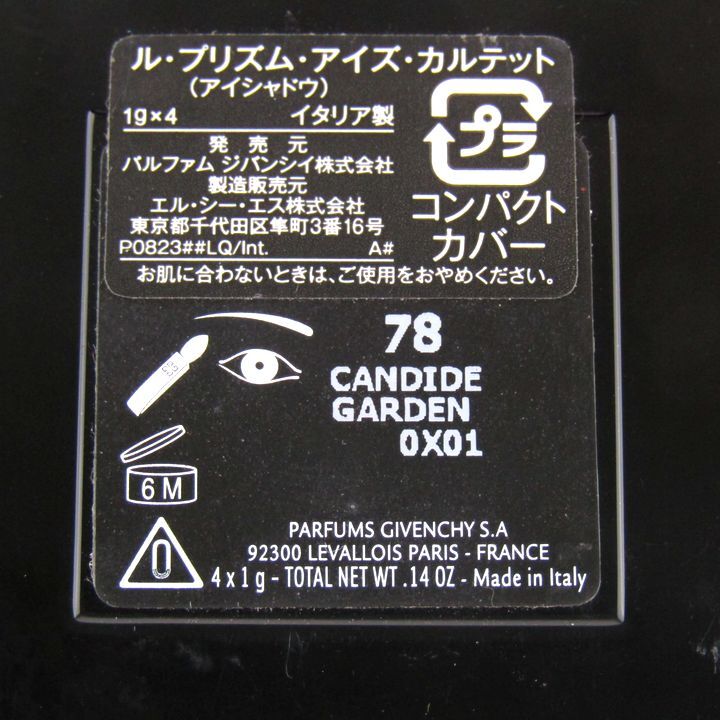 ル・プリズム・アイズ・カルテット
(アイシャドウ)
1g×4 イタリア製
発売元
パルファム ジバンシイ株式会社
製造販売元
エル・シー・エス株式会社
東京都千代田区隼町3番16号
P0823##LQ/Int. A#
プラ
コンパクト
カバー
お肌に合わないときは、ご使用をおやめください。
78
CANDIDE
GARDEN
0X01
6 M
0
PARFUMS GIVENCHY S.A
92300 LEVALLOIS PARIS - FRANCE
4 x 1 g - TOTAL NET WT .14 OZ - Made in Italy